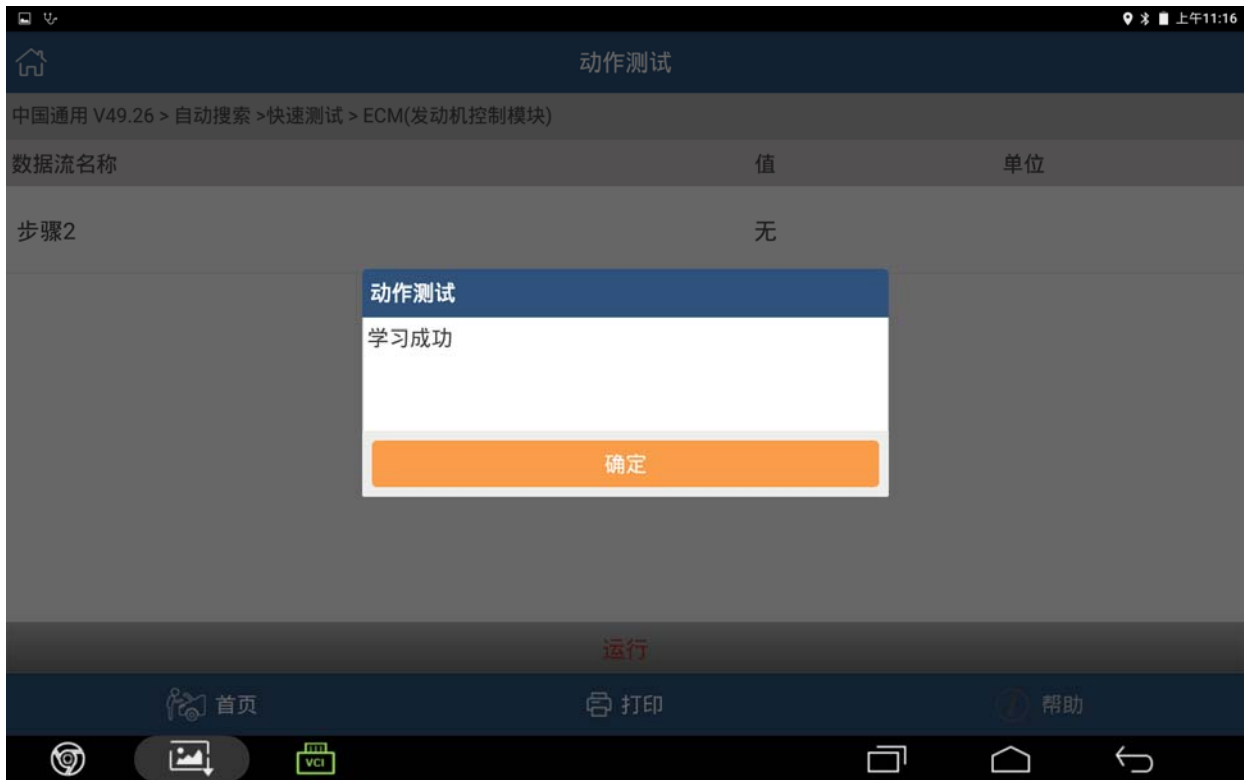 上午11:16
动作测试
中国通用 V49.26 > 自动搜索 >快速测试 > ECM(发动机控制模块)
数据流名称 值 单位
步骤2 无
动作测试
学习成功
确定
运行
首页 打印 帮助
VCI